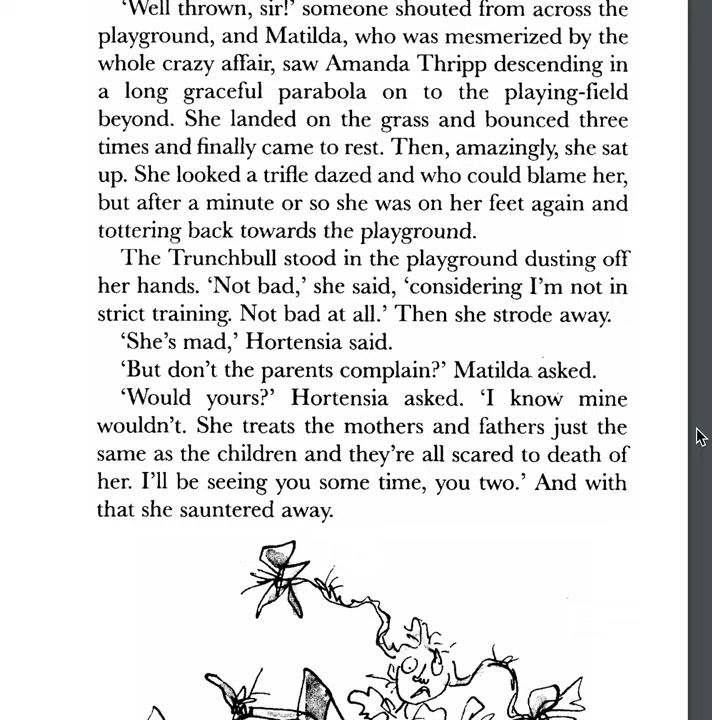 ‘Well thrown, sir!’ someone shouted from across the
playground, and Matilda, who was mesmerized by the
whole crazy affair, saw Amanda Thripp descending in
a long graceful parabola on to the playing-field
beyond. She landed on the grass and bounced three
times and finally came to rest. Then, amazingly, she sat
up. She looked a trifle dazed and who could blame her,
but after a minute or so she was on her feet again and
tottering back towards the playground.
The Trunchbull stood in the playground dusting off
her hands. ‘Not bad,’ she said, ‘considering I’m not in
strict training. Not bad at all.’ Then she strode away.
‘She’s mad,’ Hortensia said.
‘But don’t the parents complain?’ Matilda asked.
‘Would yours?’ Hortensia asked. ‘I know mine
wouldn’t. She treats the mothers and fathers just the
same as the children and they’re all scared to death of
her. I’ll be seeing you some time, you two.’ And with
that she sauntered away.